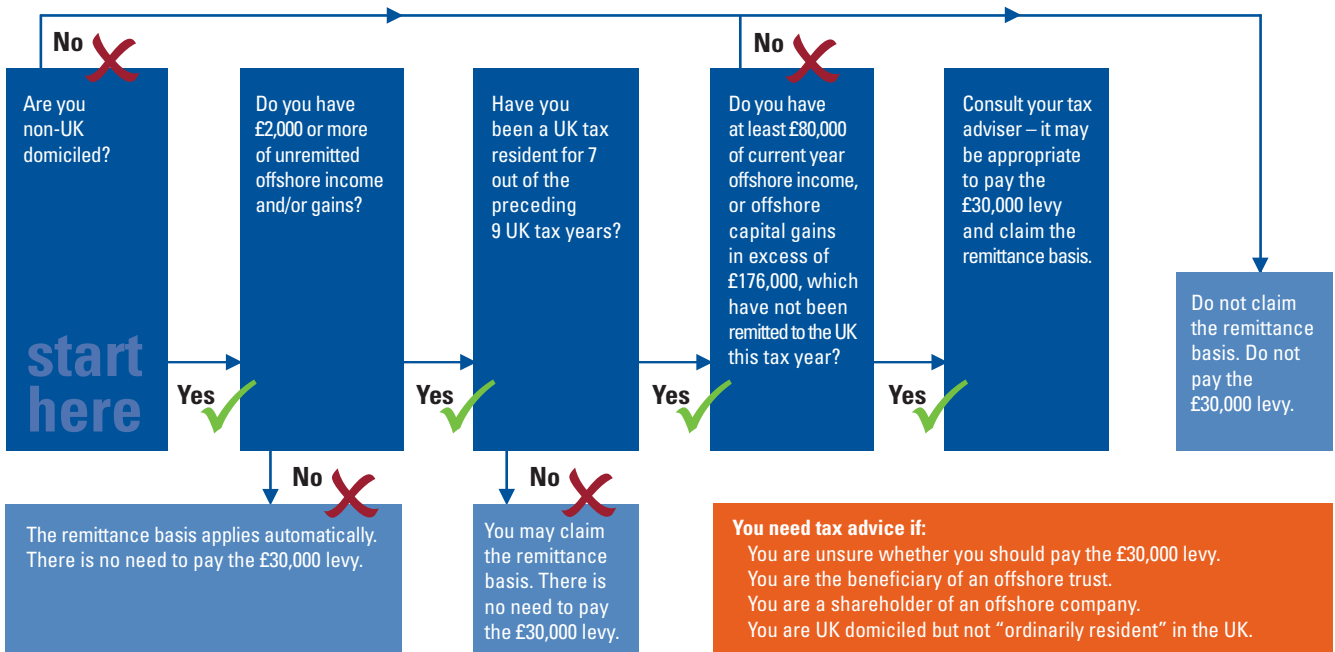 No
Are you
non-UK
domiciled?
start
here
Yes
Do you have
£2,000 or more
of unremitted
offshore income
and/or gains?
No
The remittance basis applies automatically.
There is no need to pay the £30,000 levy.
Yes
Have you
been a UK tax
resident for 7
out of the
preceding
9 UK tax years?
No
You may claim
the remittance
basis. There is
no need to pay
the £30,000 levy.
Yes
No
Do you have
at least £80,000
of current year
offshore income,
or offshore
capital gains
in excess of
£176,000, which
have not been
remitted to the UK
this tax year?
Yes
Consult your tax
adviser – it may
be appropriate
to pay the
£30,000 levy
and claim the
remittance basis.
Do not claim
the remittance
basis. Do not
pay the
£30,000 levy.
You need tax advice if:
You are unsure whether you should pay the £30,000 levy.
You are the beneficiary of an offshore trust.
You are a shareholder of an offshore company.
You are UK domiciled but not “ordinarily resident” in the UK.